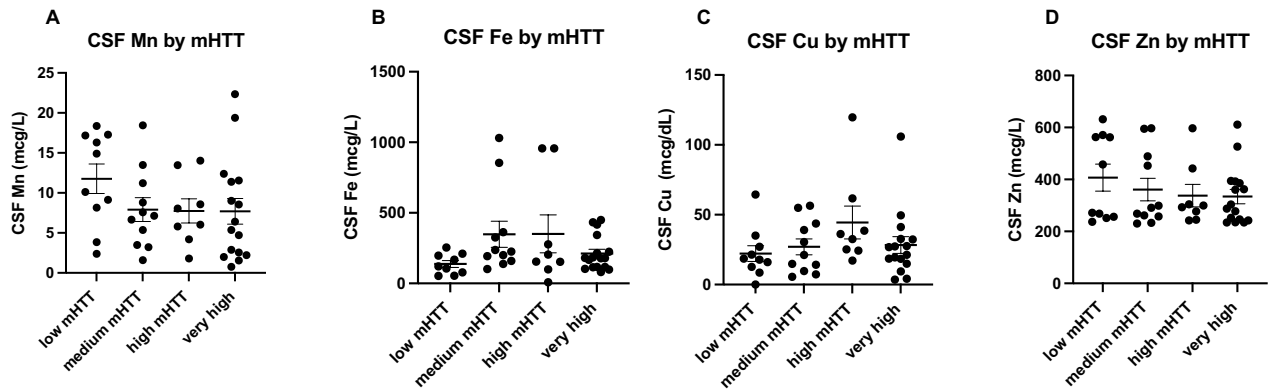 A
CSF Mn by mHTT
CSF Mn (mcg/L)
25
20
15
10
5
0
low mHTT
medium mHTT
high mHTT
very high
B
CSF Fe by mHTT
CSF Fe (mcg/L)
1500
1000
500
0
low mHTT
medium mHTT
high mHTT
very high
C
CSF Cu by mHTT
CSF Cu (mcg/dL)
150
100
50
0
low mHTT
medium mHTT
high mHTT
very high
D
CSF Zn by mHTT
CSF Zn (mcg/L)
800
600
400
200
0
low mHTT
medium mHTT
high mHTT
very high